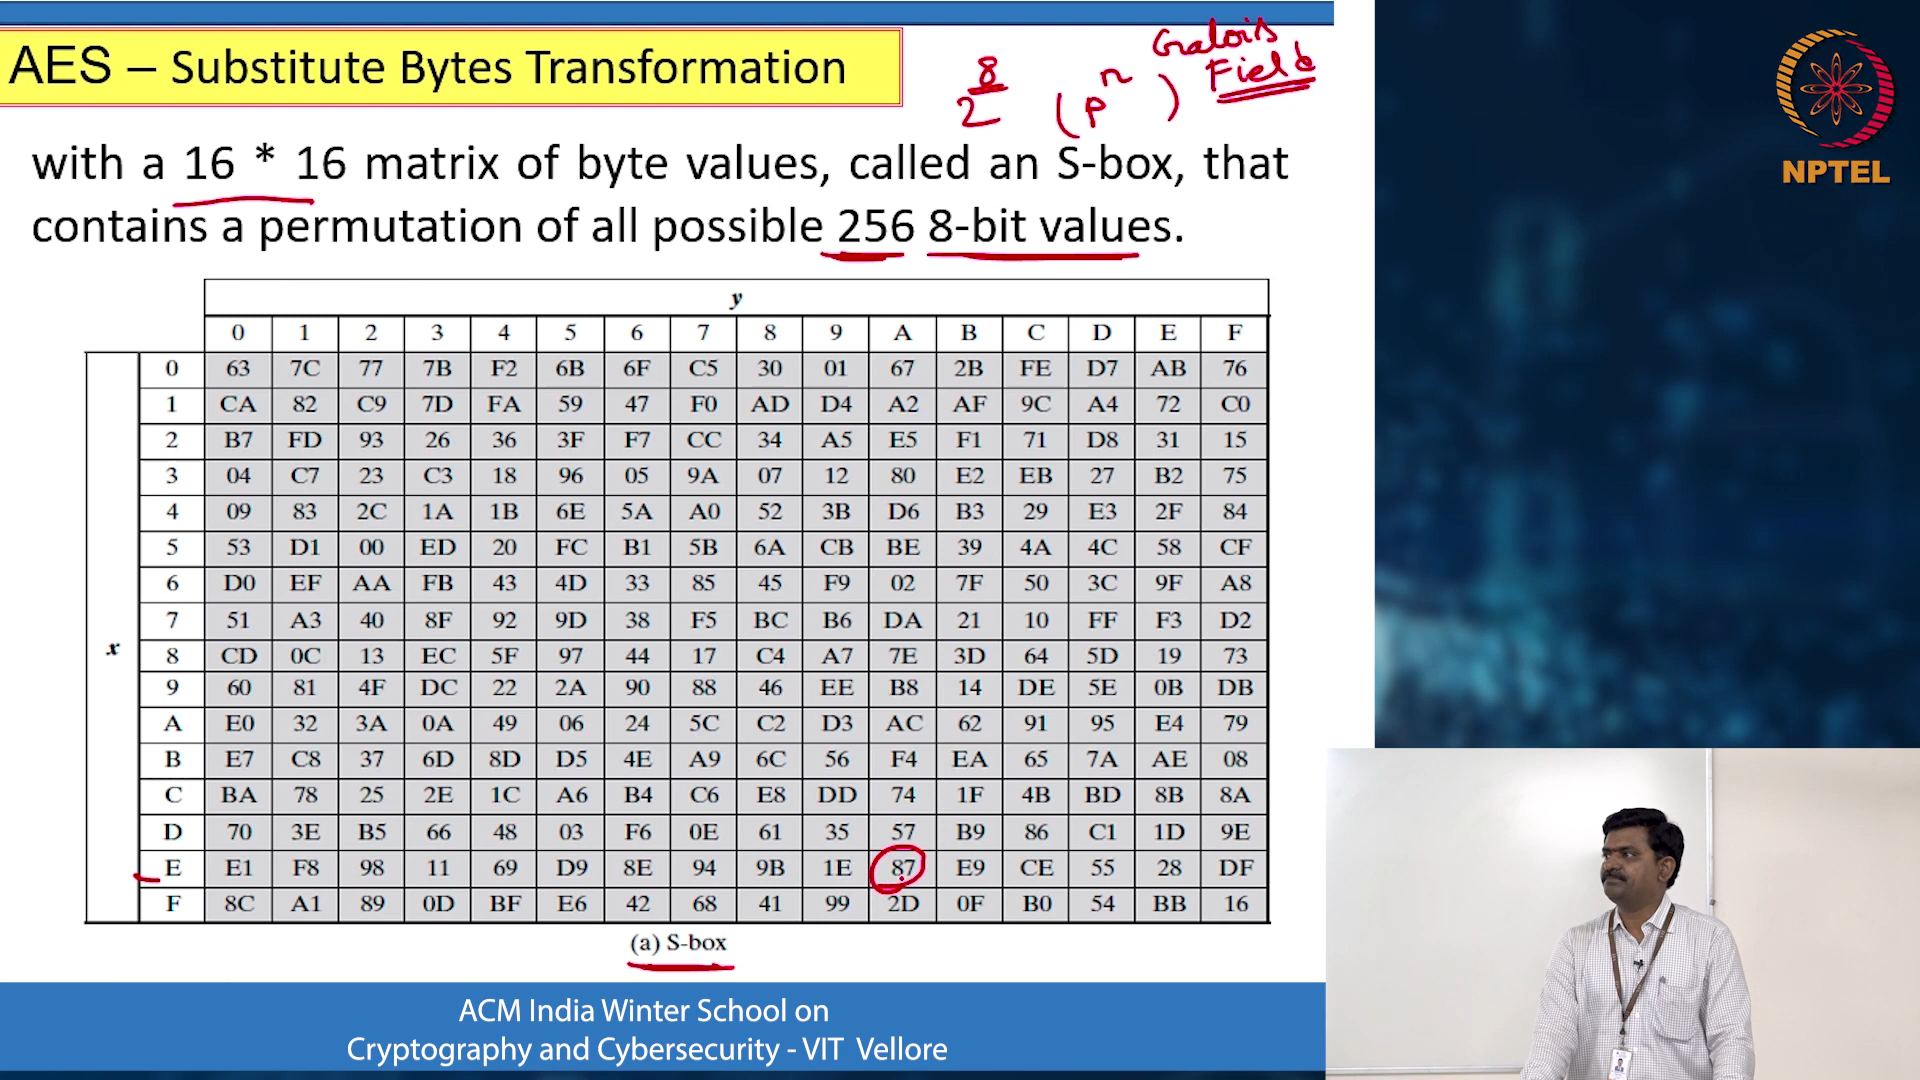 AES – Substitute Bytes Transformation
2^8 (p^n) Galois Field
NPTEL
with a 16 * 16 matrix of byte values, called an S-box, that
contains a permutation of all possible 256 8-bit values.
y
0 1 2 3 4 5 6 7 8 9 A B C D E F
0 63 7C 77 7B F2 6B 6F C5 30 01 67 2B FE D7 AB 76
1 CA 82 C9 7D FA 59 47 F0 AD D4 A2 AF 9C A4 72 C0
2 B7 FD 93 26 36 3F F7 CC 34 A5 E5 F1 71 D8 31 15
3 04 C7 23 C3 18 96 05 9A 07 12 80 E2 EB 27 B2 75
4 09 83 2C 1A 1B 6E 5A A0 52 3B D6 B3 29 E3 2F 84
5 53 D1 00 ED 20 FC B1 5B 6A CB BE 39 4A 4C 58 CF
6 D0 EF AA FB 43 4D 33 85 45 F9 02 7F 50 3C 9F A8
7 51 A3 40 8F 92 9D 38 F5 BC B6 DA 21 10 FF F3 D2
x
8 CD 0C 13 EC 5F 97 44 17 C4 A7 7E 3D 64 5D 19 73
9 60 81 4F DC 22 2A 90 88 46 EE B8 14 DE 5E 0B DB
A E0 32 3A 0A 49 06 24 5C C2 D3 AC 62 91 95 E4 79
B E7 C8 37 6D 8D D5 4E A9 6C 56 F4 EA 65 7A AE 08
C BA 78 25 2E 1C A6 B4 C6 E8 DD 74 1F 4B BD 8B 8A
D 70 3E B5 66 48 03 F6 0E 61 35 57 B9 86 C1 1D 9E
E E1 F8 98 11 69 D9 8E 94 9B 1E 87 E9 CE 55 28 DF
F 8C A1 89 0D BF E6 42 68 41 99 2D 0F B0 54 BB 16
(a) S-box
ACM India Winter School on
Cryptography and Cybersecurity - VIT Vellore